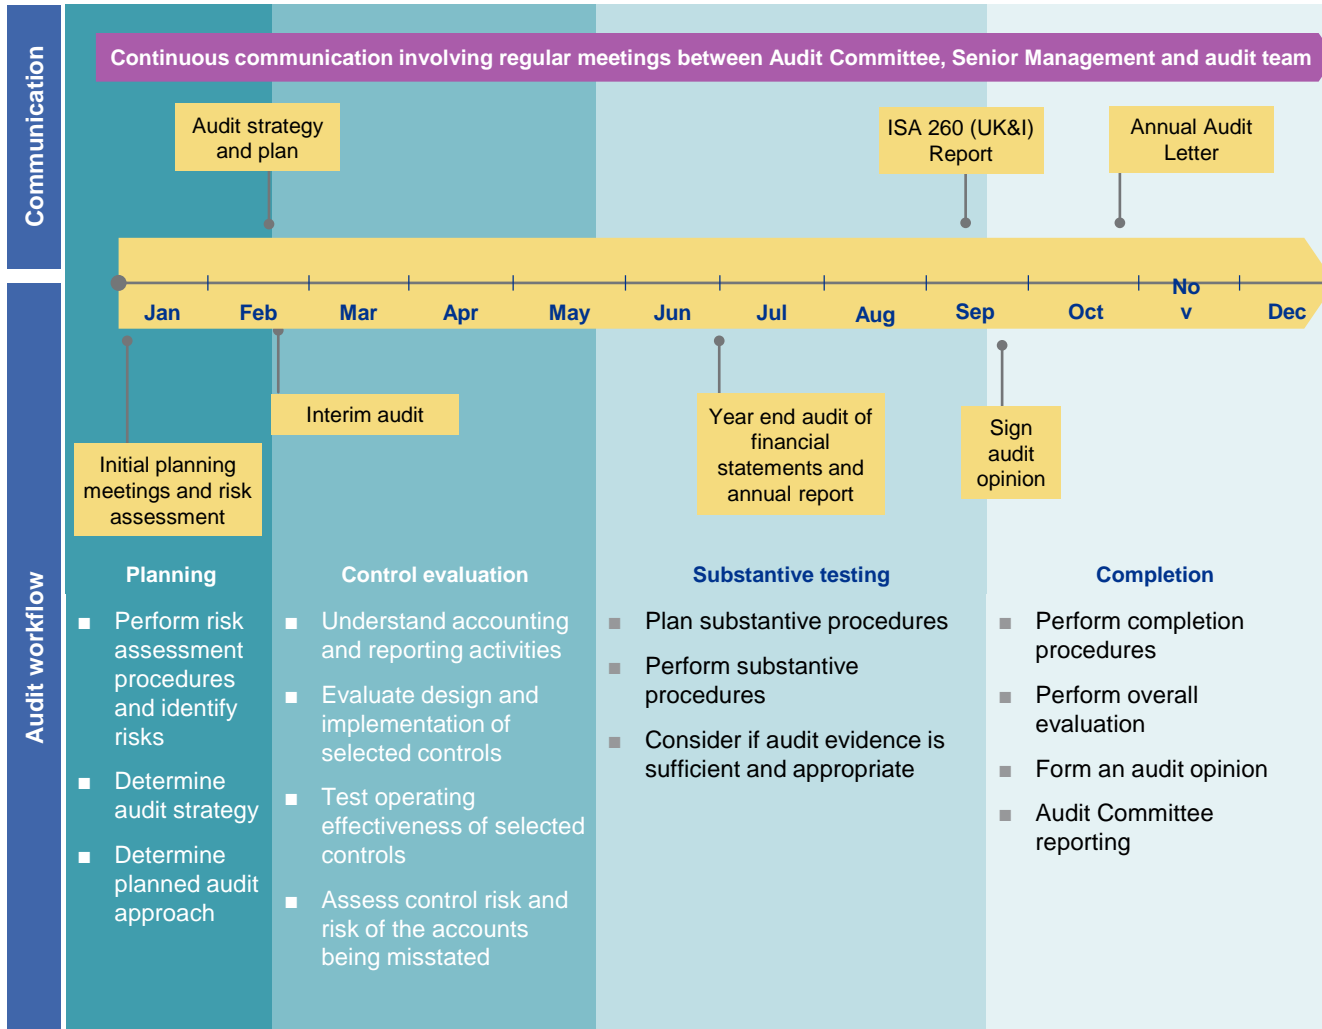 Communication
Continuous communication involving regular meetings between Audit Committee, Senior Management and audit team
Audit strategy
and plan
ISA 260 (UK&I)
Report
Annual Audit
Letter
Jan
Feb
Mar
Apr
May
Jun
Jul
Aug
Sep
Oct
No
v
Dec
Audit workflow
Initial planning
meetings and risk
assessment
Interim audit
Year end audit of
financial
statements and
annual report
Sign
audit
opinion
Planning
■ Perform risk
assessment
procedures
and identify
risks
■ Determine
audit strategy
■ Determine
planned audit
approach
Control evaluation
■ Understand accounting
and reporting activities
■ Evaluate design and
implementation of
selected controls
■ Test operating
effectiveness of selected
controls
■ Assess control risk and
risk of the accounts
being misstated
Substantive testing
■ Plan substantive procedures
■ Perform substantive
procedures
■ Consider if audit evidence is
sufficient and appropriate
Completion
■ Perform completion
procedures
■ Perform overall
evaluation
■ Form an audit opinion
■ Audit Committee
reporting